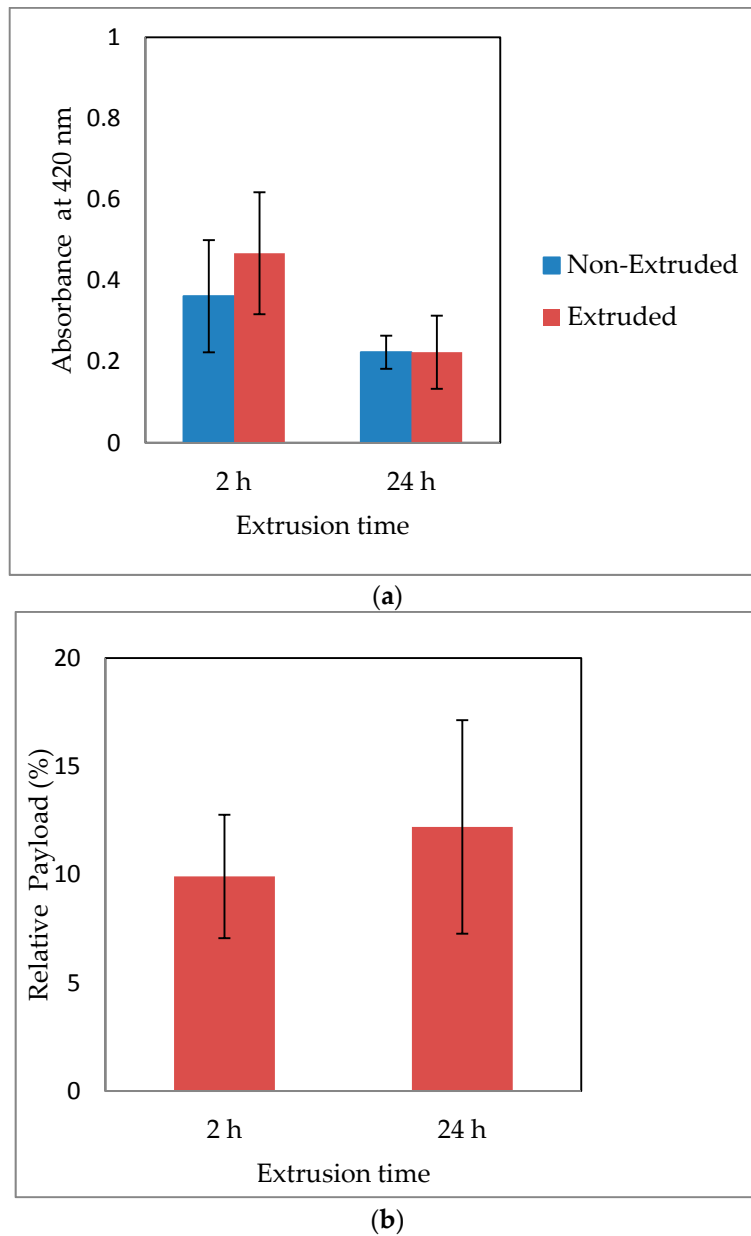 1
0.8
0.6
0.4
0.2
0
Absorbance at 420 nm
2 h
24 h
Extrusion time
Non-Extruded
Extruded
(a)
20
15
10
5
0
Relative Payload (%)
2 h
24 h
Extrusion time
(b)